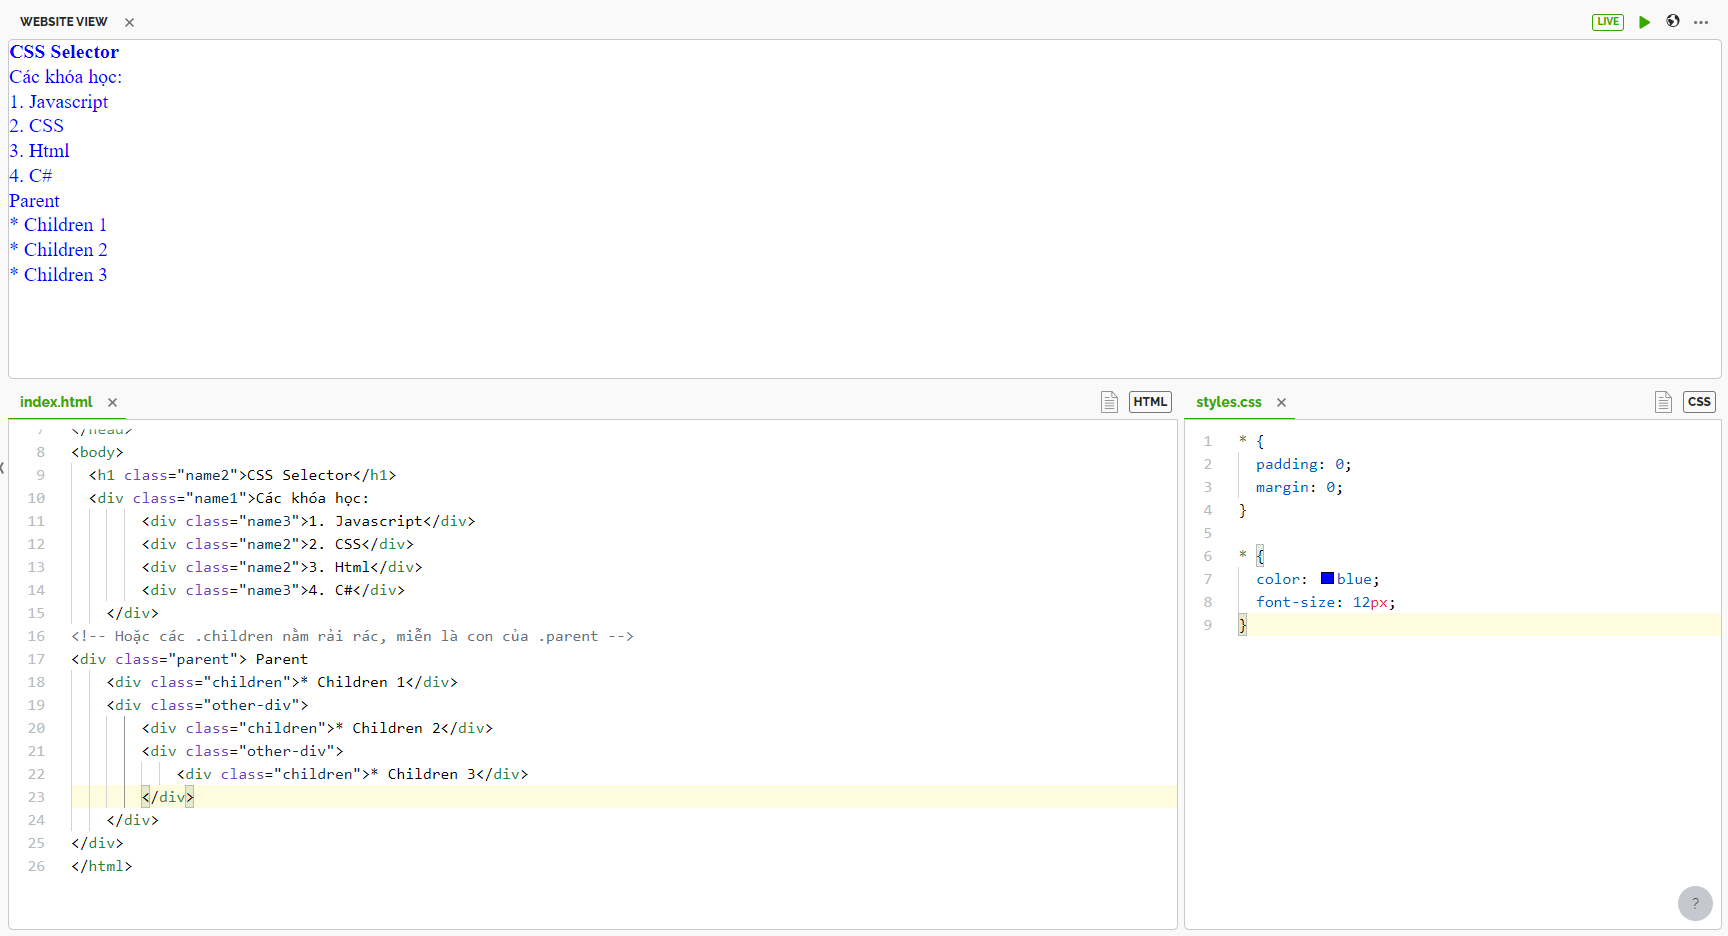 WEBSITE VIEW ×
LIVE
CSS Selector
Các khóa học:
1. Javascript
2. CSS
3. Html
4. C#
Parent
* Children 1
* Children 2
* Children 3
index.html ×
HTML
7 </head>
8 <body>
9 <h1 class="name2">CSS Selector</h1>
10 <div class="name1">Các khóa học:
11 <div class="name3">1. Javascript</div>
12 <div class="name2">2. CSS</div>
13 <div class="name2">3. Html</div>
14 <div class="name3">4. C#</div>
15 </div>
16 <!-- Hoặc các .children nằm rải rác, miễn là con của .parent -->
17 <div class="parent"> Parent
18 <div class="children">* Children 1</div>
19 <div class="other-div">
20 <div class="children">* Children 2</div>
21 <div class="other-div">
22 <div class="children">* Children 3</div>
23 </div>
24 </div>
25 </div>
26 </html>
styles.css ×
CSS
1 * {
2 padding: 0;
3 margin: 0;
4 }
5
6 * {
7 color: blue;
8 font-size: 12px;
9 }
?